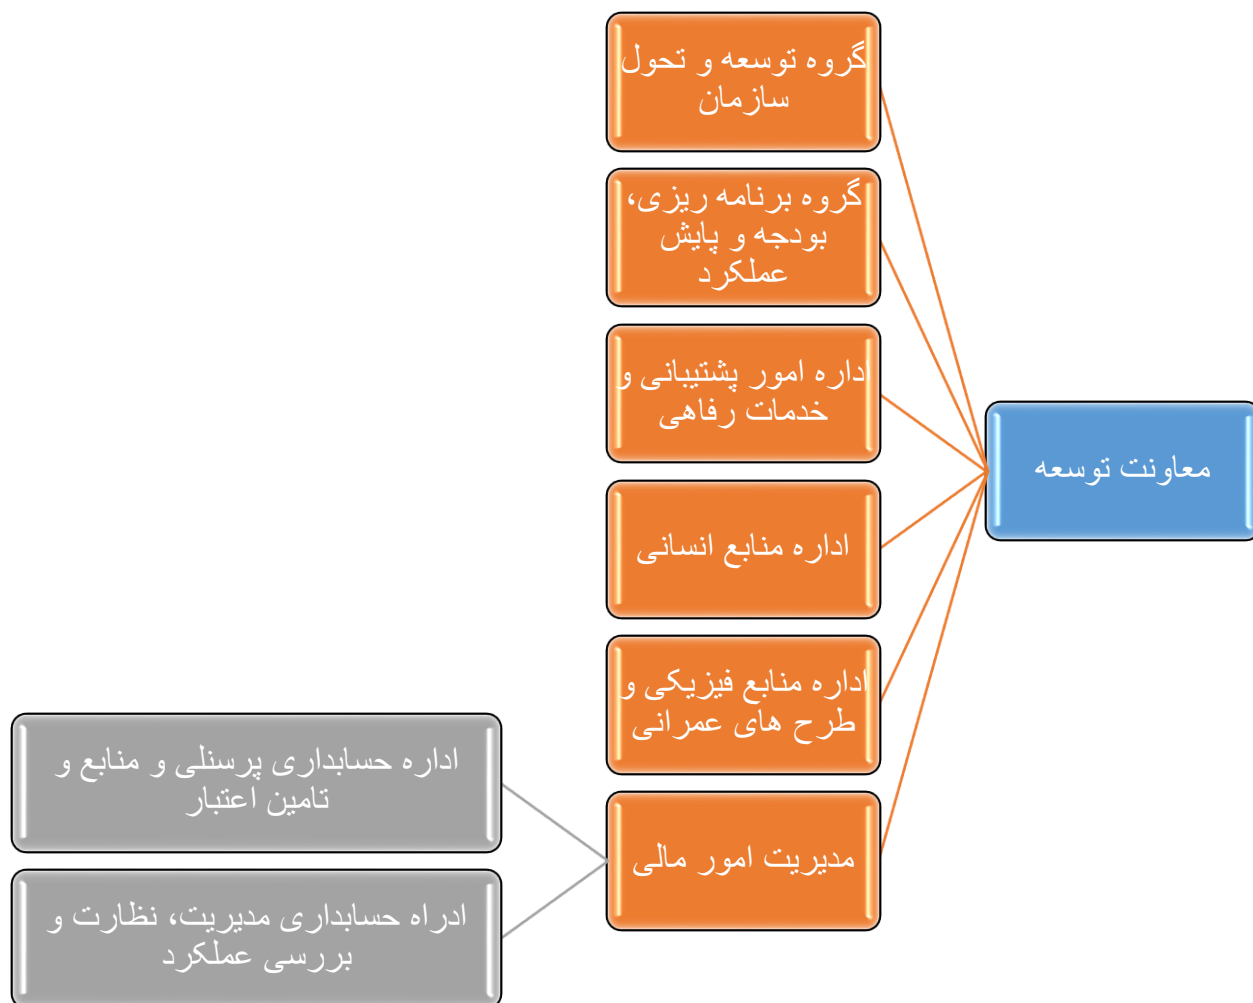 معاونت توسعه
گروه توسعه و تحول
سازمان
گروه برنامه ریزی،
بودجه و پایش
عملکرد
اداره امور پشتیبانی و
خدمات رفاهی
اداره منابع انسانی
اداره منابع فیزیکی و
طرح های عمرانی
مدیریت امور مالی
اداره حسابداری پرسنلی و منابع و
تامین اعتبار
ادراه حسابداری مدیریت، نظارت و
بررسی عملکرد